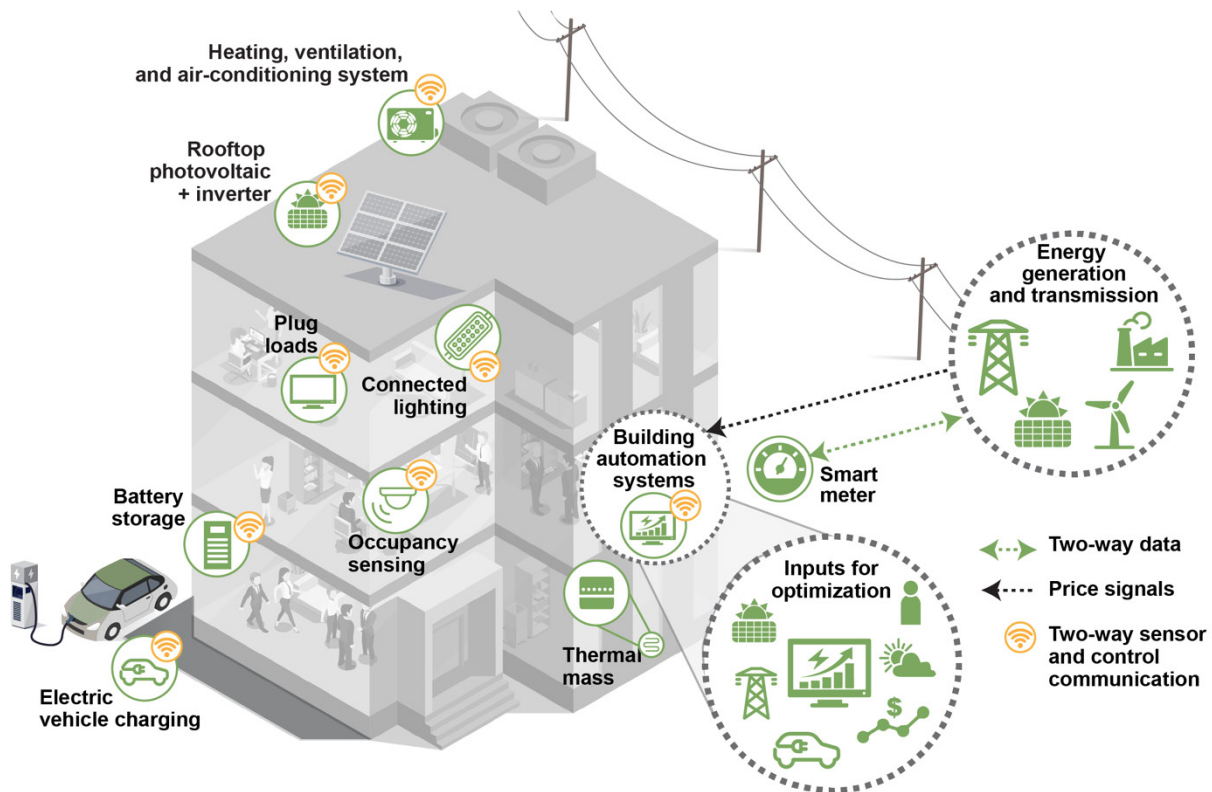 Heating, ventilation,
and air-conditioning system
Rooftop
photovoltaic
+ inverter
Plug
loads
Connected
lighting
Battery
storage
Occupancy
sensing
Electric
vehicle charging
Thermal
mass
Building
automation
systems
Smart
meter
Energy
generation
and transmission
Inputs for
optimization
$
Two-way data
Price signals
Two-way sensor
and control
communication